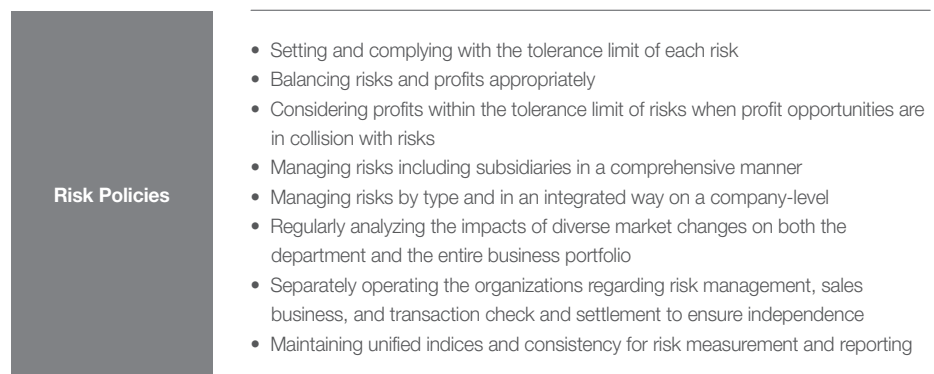 Risk Policies
• Setting and complying with the tolerance limit of each risk
• Balancing risks and profits appropriately
• Considering profits within the tolerance limit of risks when profit opportunities are
in collision with risks
• Managing risks including subsidiaries in a comprehensive manner
• Managing risks by type and in an integrated way on a company-level
• Regularly analyzing the impacts of diverse market changes on both the
department and the entire business portfolio
• Separately operating the organizations regarding risk management, sales
business, and transaction check and settlement to ensure independence
• Maintaining unified indices and consistency for risk measurement and reporting